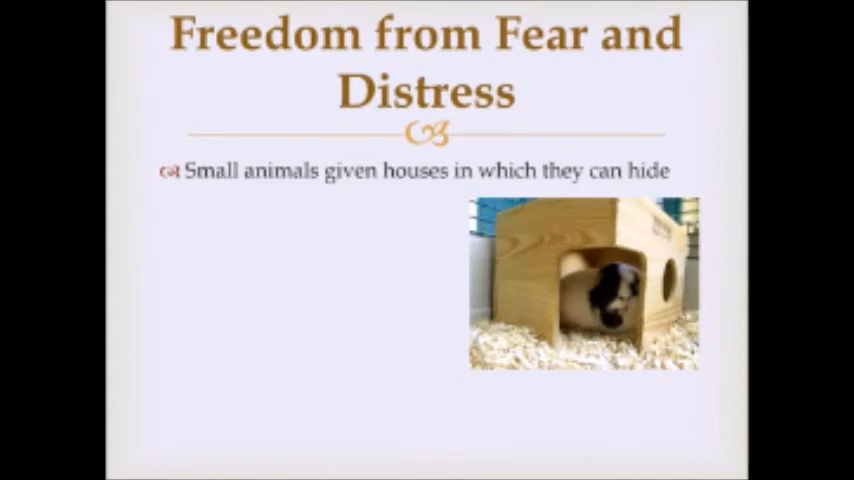 Freedom from Fear and
Distress
Small animals given houses in which they can hide